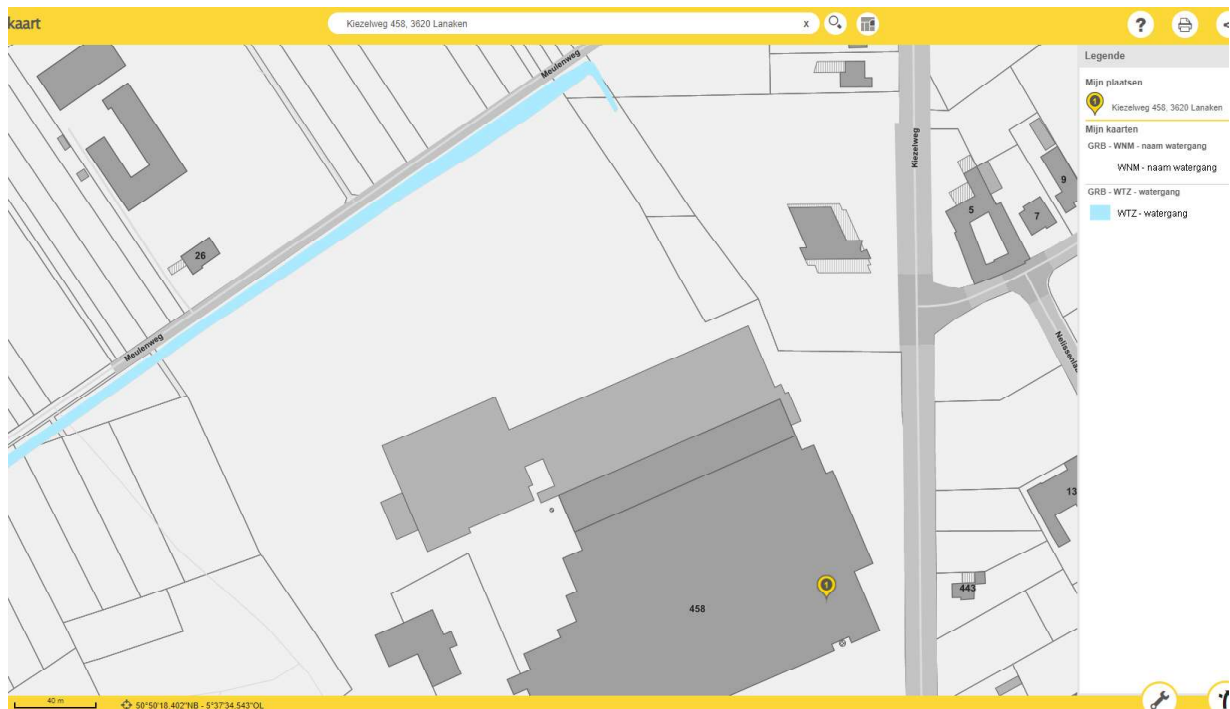 kaart
Kiezelweg 458, 3620 Lanaken
x
?
Meulenweg
Kiezelweg
9
5
7
26
Meulenweg
13
443
458
1
Legende
Mijn plaatsen
1
Kiezelweg 458, 3620 Lanaken
Mijn kaarten
GRB - WNM - naam watergang
WNM - naam watergang
GRB - WTZ - watergang
WTZ - watergang
40 m
50°50'18.402"NB - 5°37'34.543"OL